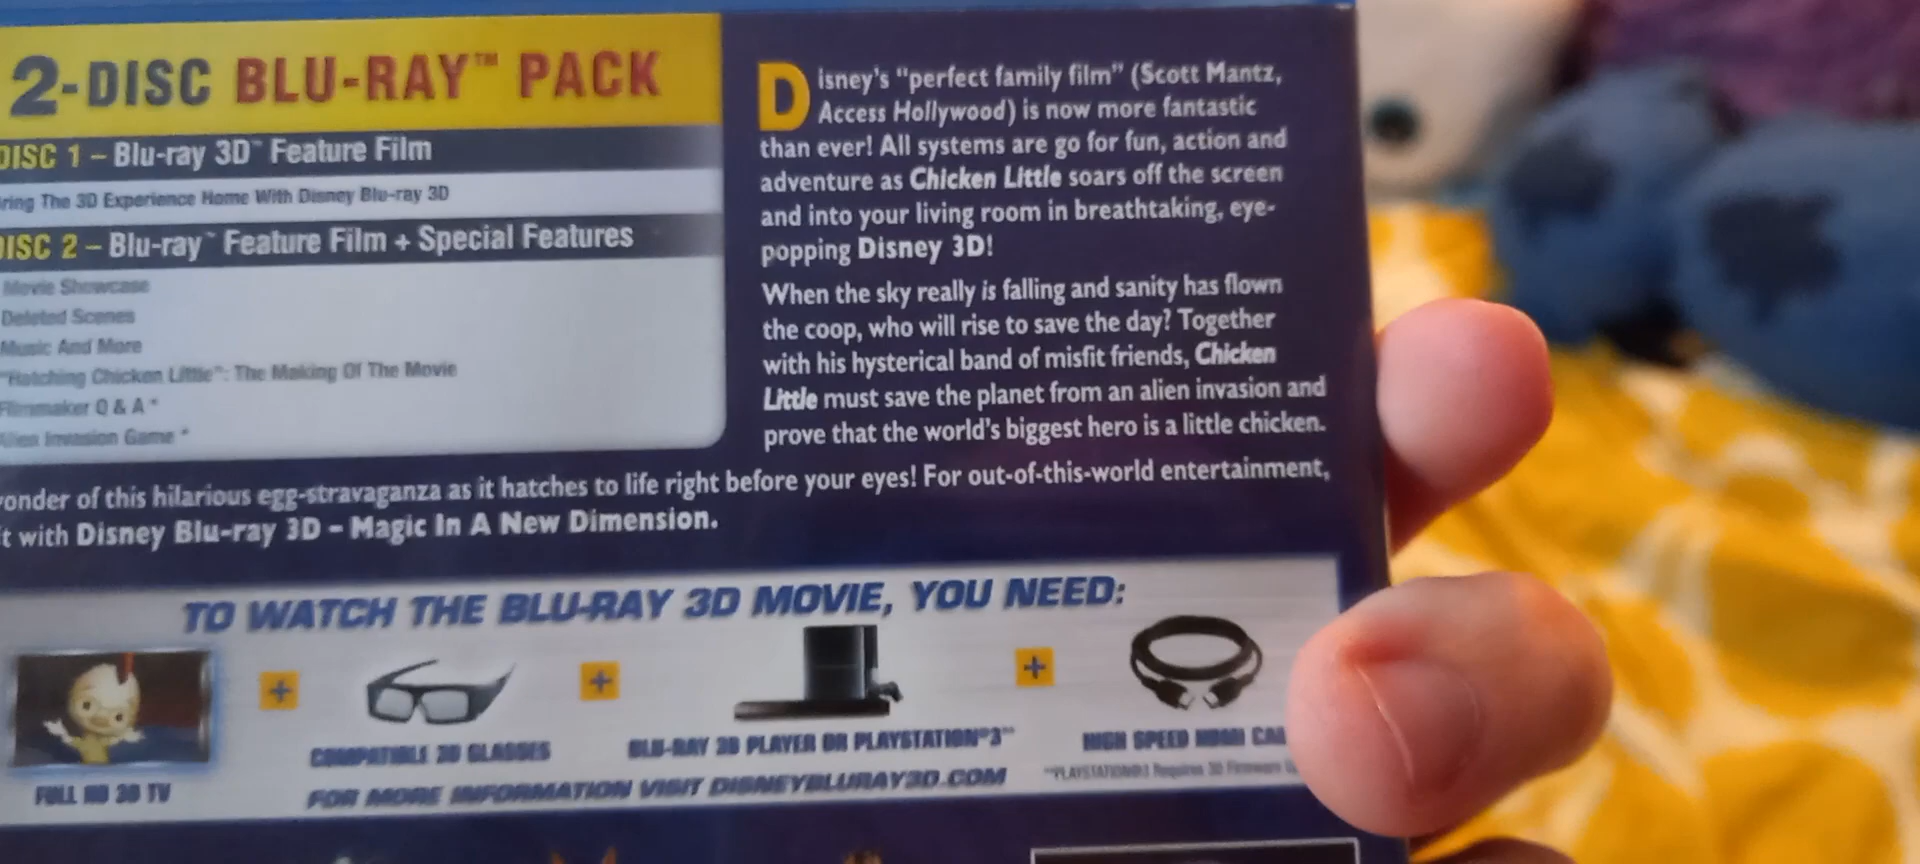 2-DISC BLU-RAY™ PACK
DISC 1 – Blu-ray 3D™ Feature Film
ring The 3D Experience Home With Disney Blu-ray 3D
DISC 2 – Blu-ray™ Feature Film + Special Features
Movie Showcase
Deleted Scenes
Music And More
"Hatching Chicken Little": The Making Of The Movie
Filmmaker Q & A*
Alien Invasion Game*
Disney's "perfect family film" (Scott Mantz,
Access Hollywood) is now more fantastic
than ever! All systems are go for fun, action and
adventure as Chicken Little soars off the screen
and into your living room in breathtaking, eye-
popping Disney 3D!
When the sky really is falling and sanity has flown
the coop, who will rise to save the day? Together
with his hysterical band of misfit friends, Chicken
Little must save the planet from an alien invasion and
prove that the world's biggest hero is a little chicken.
onder of this hilarious egg-stravaganza as it hatches to life right before your eyes! For out-of-this-world entertainment,
t with Disney Blu-ray 3D – Magic In A New Dimension.
TO WATCH THE BLU-RAY 3D MOVIE, YOU NEED:
+ + +
FULL HD 3D TV
COMPATIBLE 3D GLASSES
BLU-RAY 3D PLAYER OR PLAYSTATION®3**
HIGH SPEED HDMI CA
**PLAYSTATION®3 Requires 3D Firmware
FOR MORE INFORMATION VISIT DISNEYBLURAY3D.COM